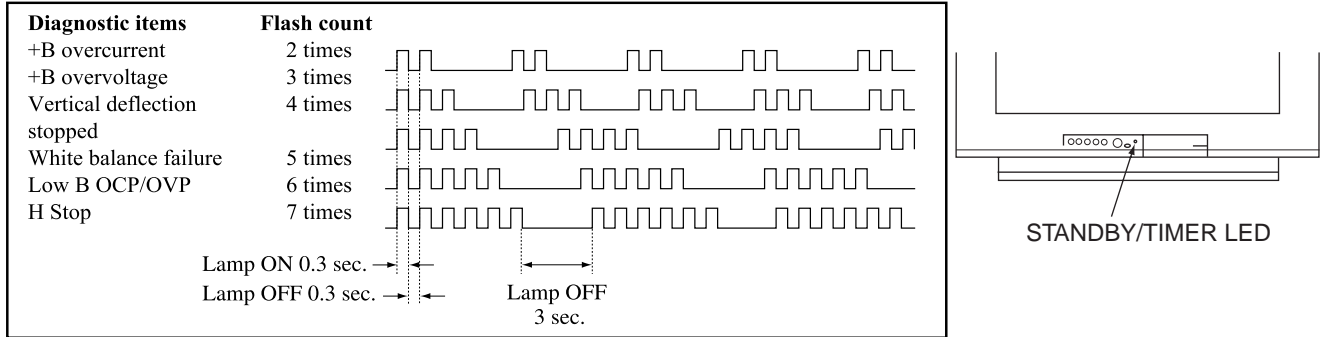 Diagnostic items Flash count
+B overcurrent 2 times
+B overvoltage 3 times
Vertical deflection 4 times
stopped
White balance failure 5 times
Low B OCP/OVP 6 times
H Stop 7 times
Lamp ON 0.3 sec.
Lamp OFF 0.3 sec.
Lamp OFF
3 sec.
STANDBY/TIMER LED